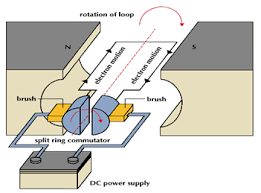 rotation of loop
N
S
electron motion
electron motion
brush
brush
split ring commutator
DC power supply